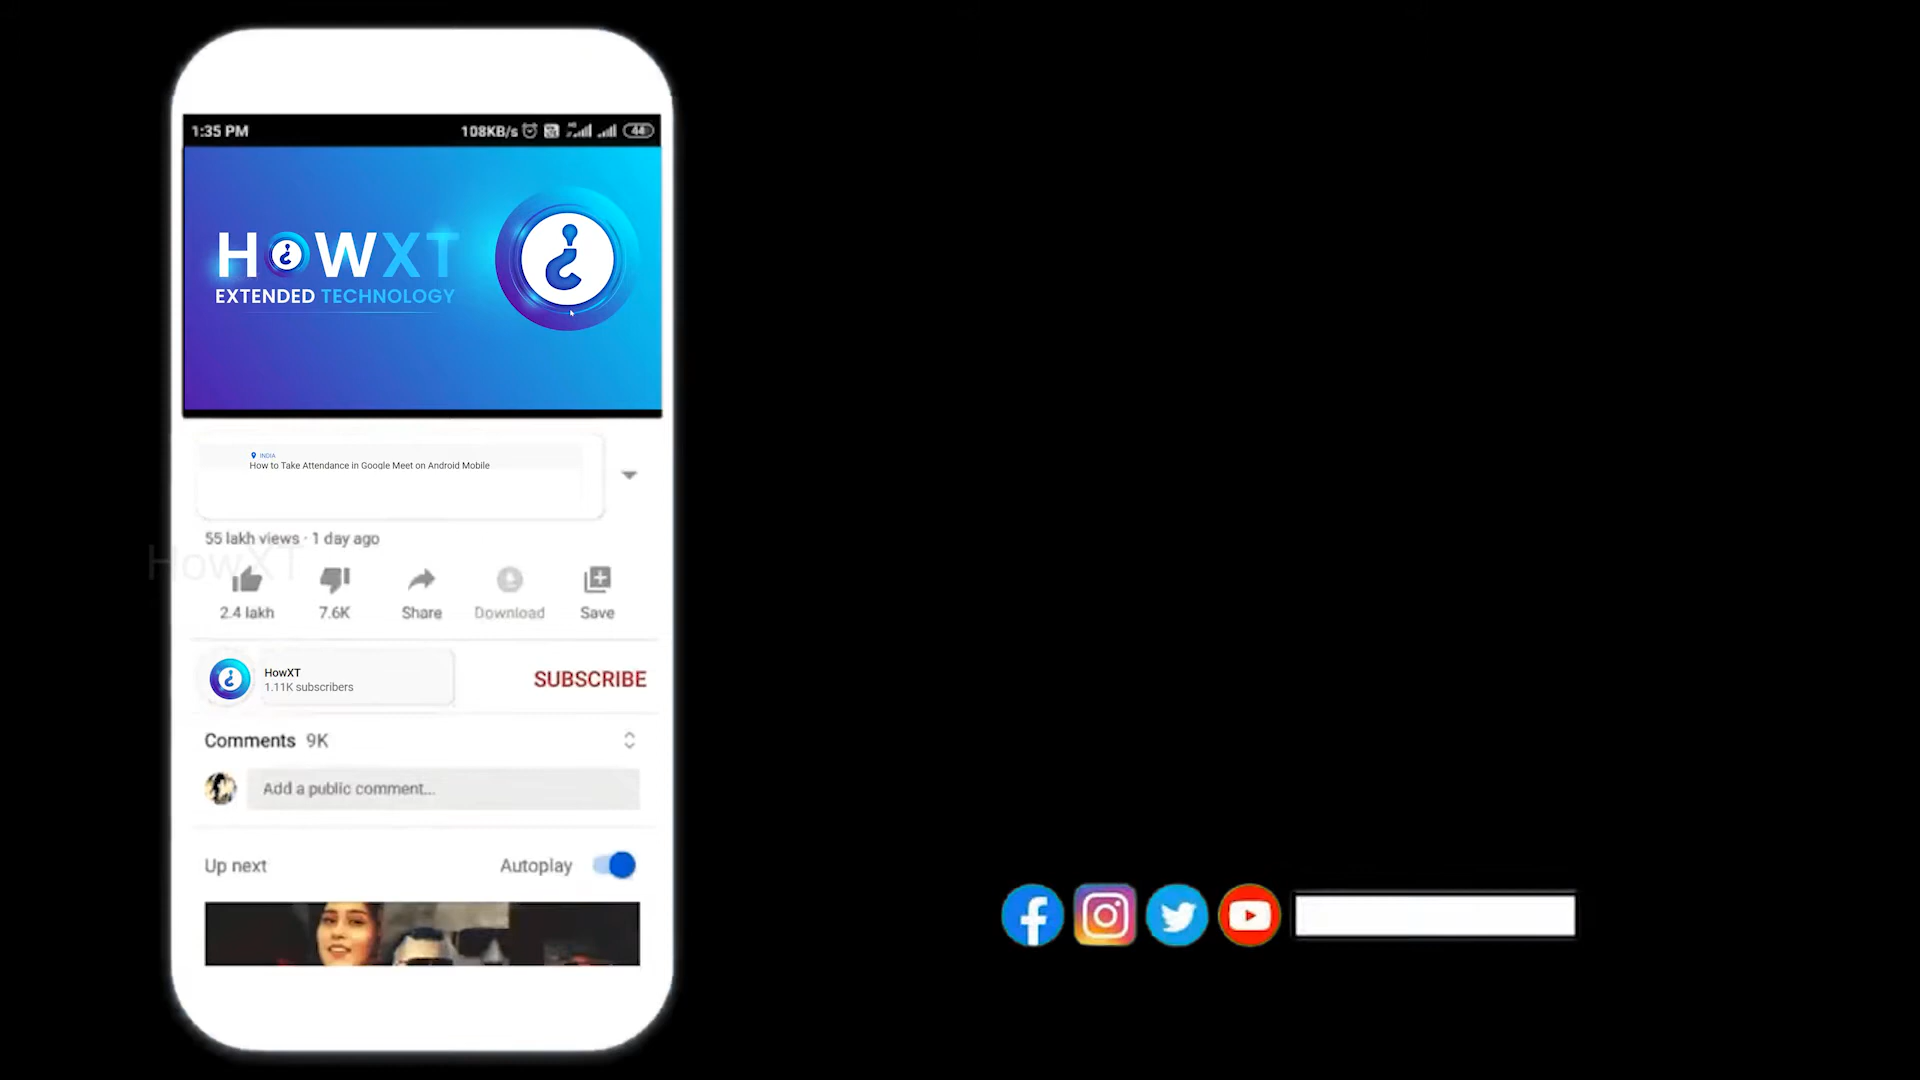 1:35 PM 108KB/s 44
HOWXT
EXTENDED TECHNOLOGY
INDIA
How to Take Attendance in Google Meet on Android Mobile
55 lakh views · 1 day ago
HowXT
2.4 lakh 7.6K Share Download Save
HowXT
1.11K subscribers
SUBSCRIBE
Comments 9K
Add a public comment...
Up next Autoplay